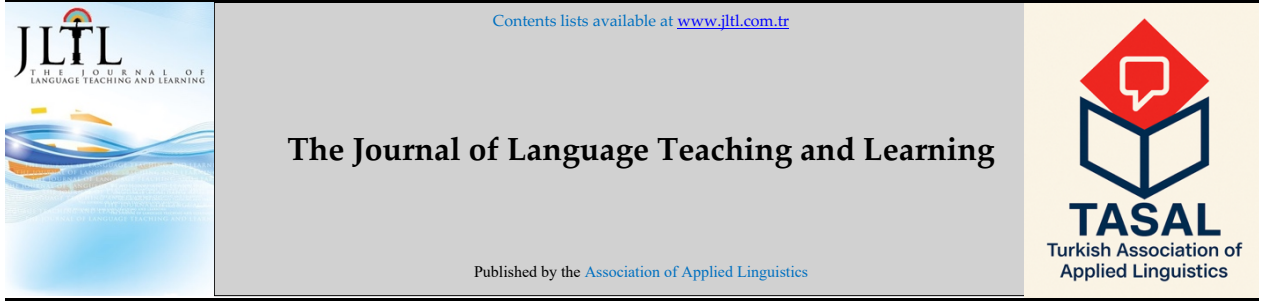 JLTL
THE JOURNAL OF
LANGUAGE TEACHING AND LEARNING
Contents lists available at www.jltl.com.tr
The Journal of Language Teaching and Learning
Published by the Association of Applied Linguistics
TASAL
Turkish Association of
Applied Linguistics